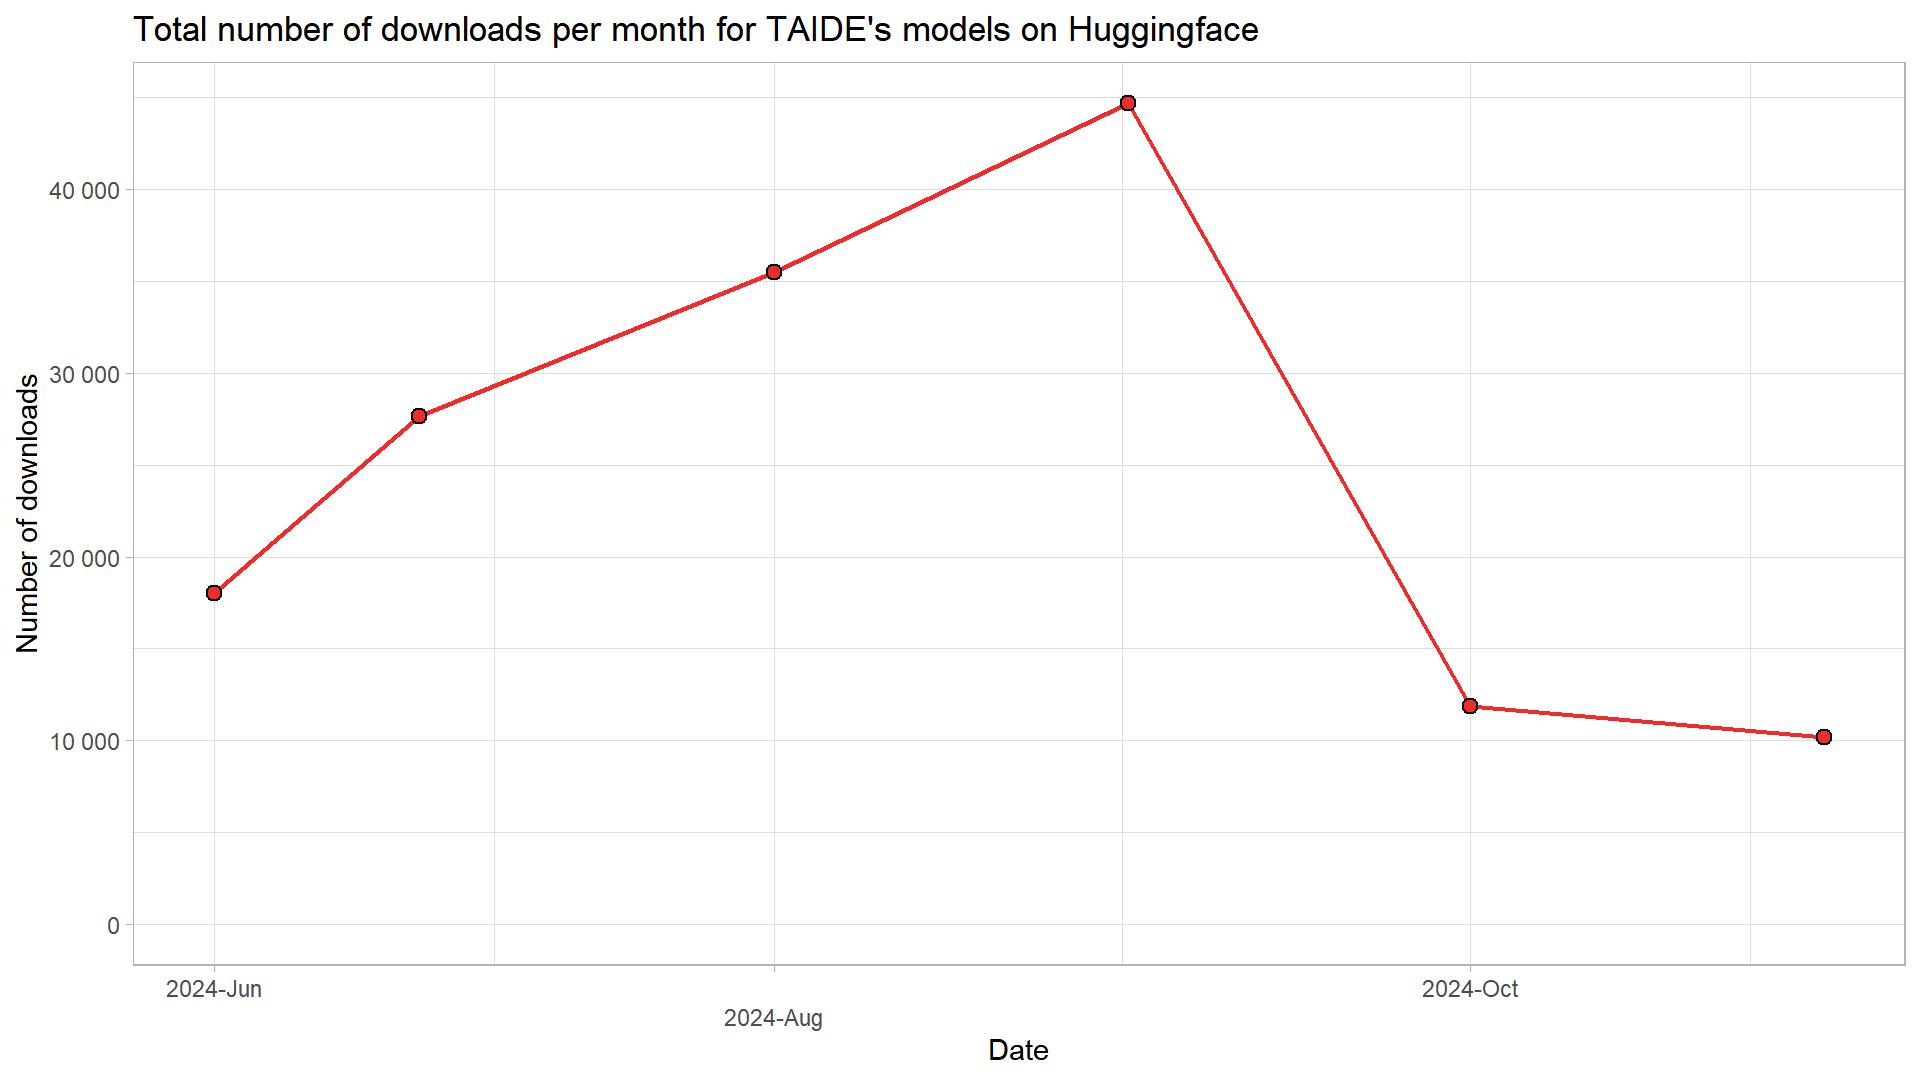 Total number of downloads per month for TAIDE's models on Huggingface
Number of downloads
40 000
30 000
20 000
10 000
0
2024-Jun
2024-Aug
2024-Oct
Date